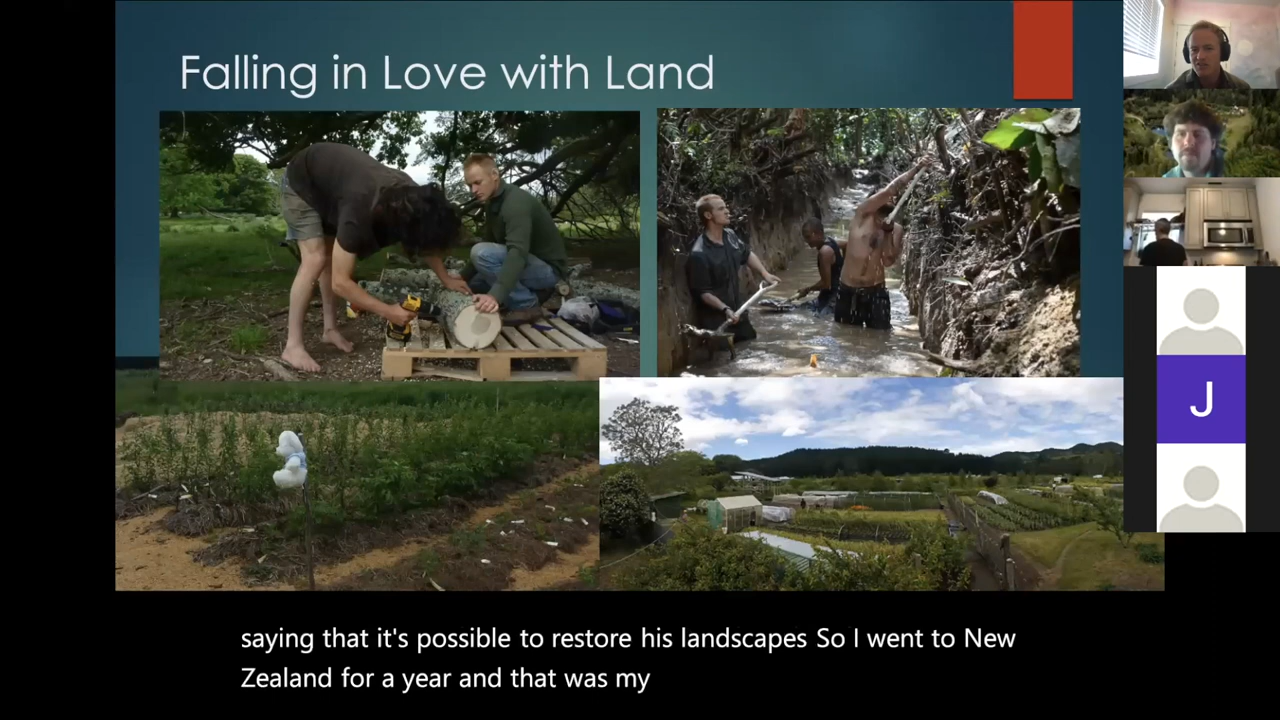 Falling in Love with Land
J
saying that it's possible to restore his landscapes So I went to New
Zealand for a year and that was my